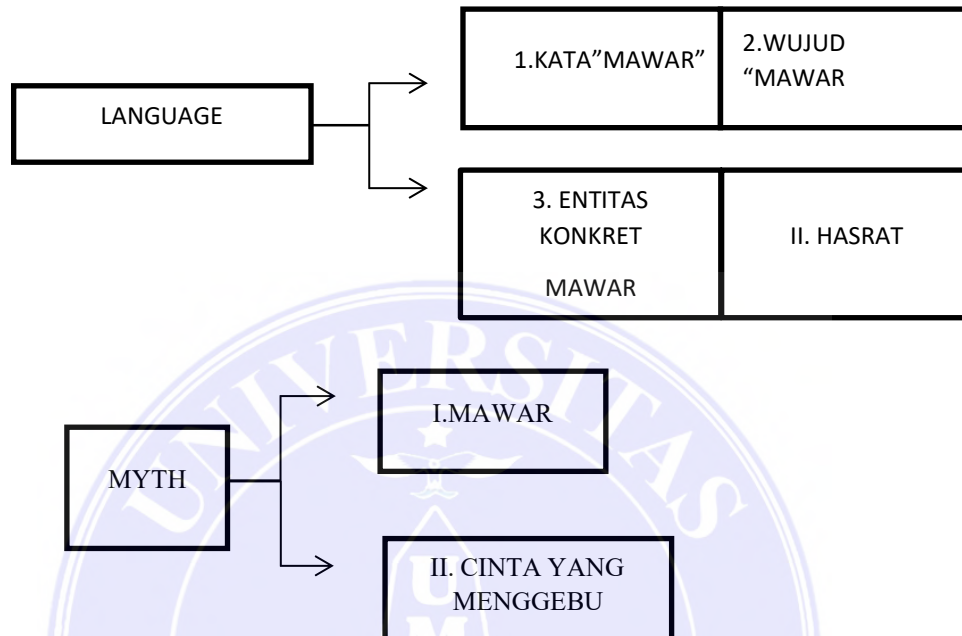 LANGUAGE
1.KATA”MAWAR”
2.WUJUD
“MAWAR
3. ENTITAS
KONKRET
MAWAR
II. HASRAT
UNIVERSITAS
MYTH
I.MAWAR
II. CINTA YANG
MENGGEBU
U
M